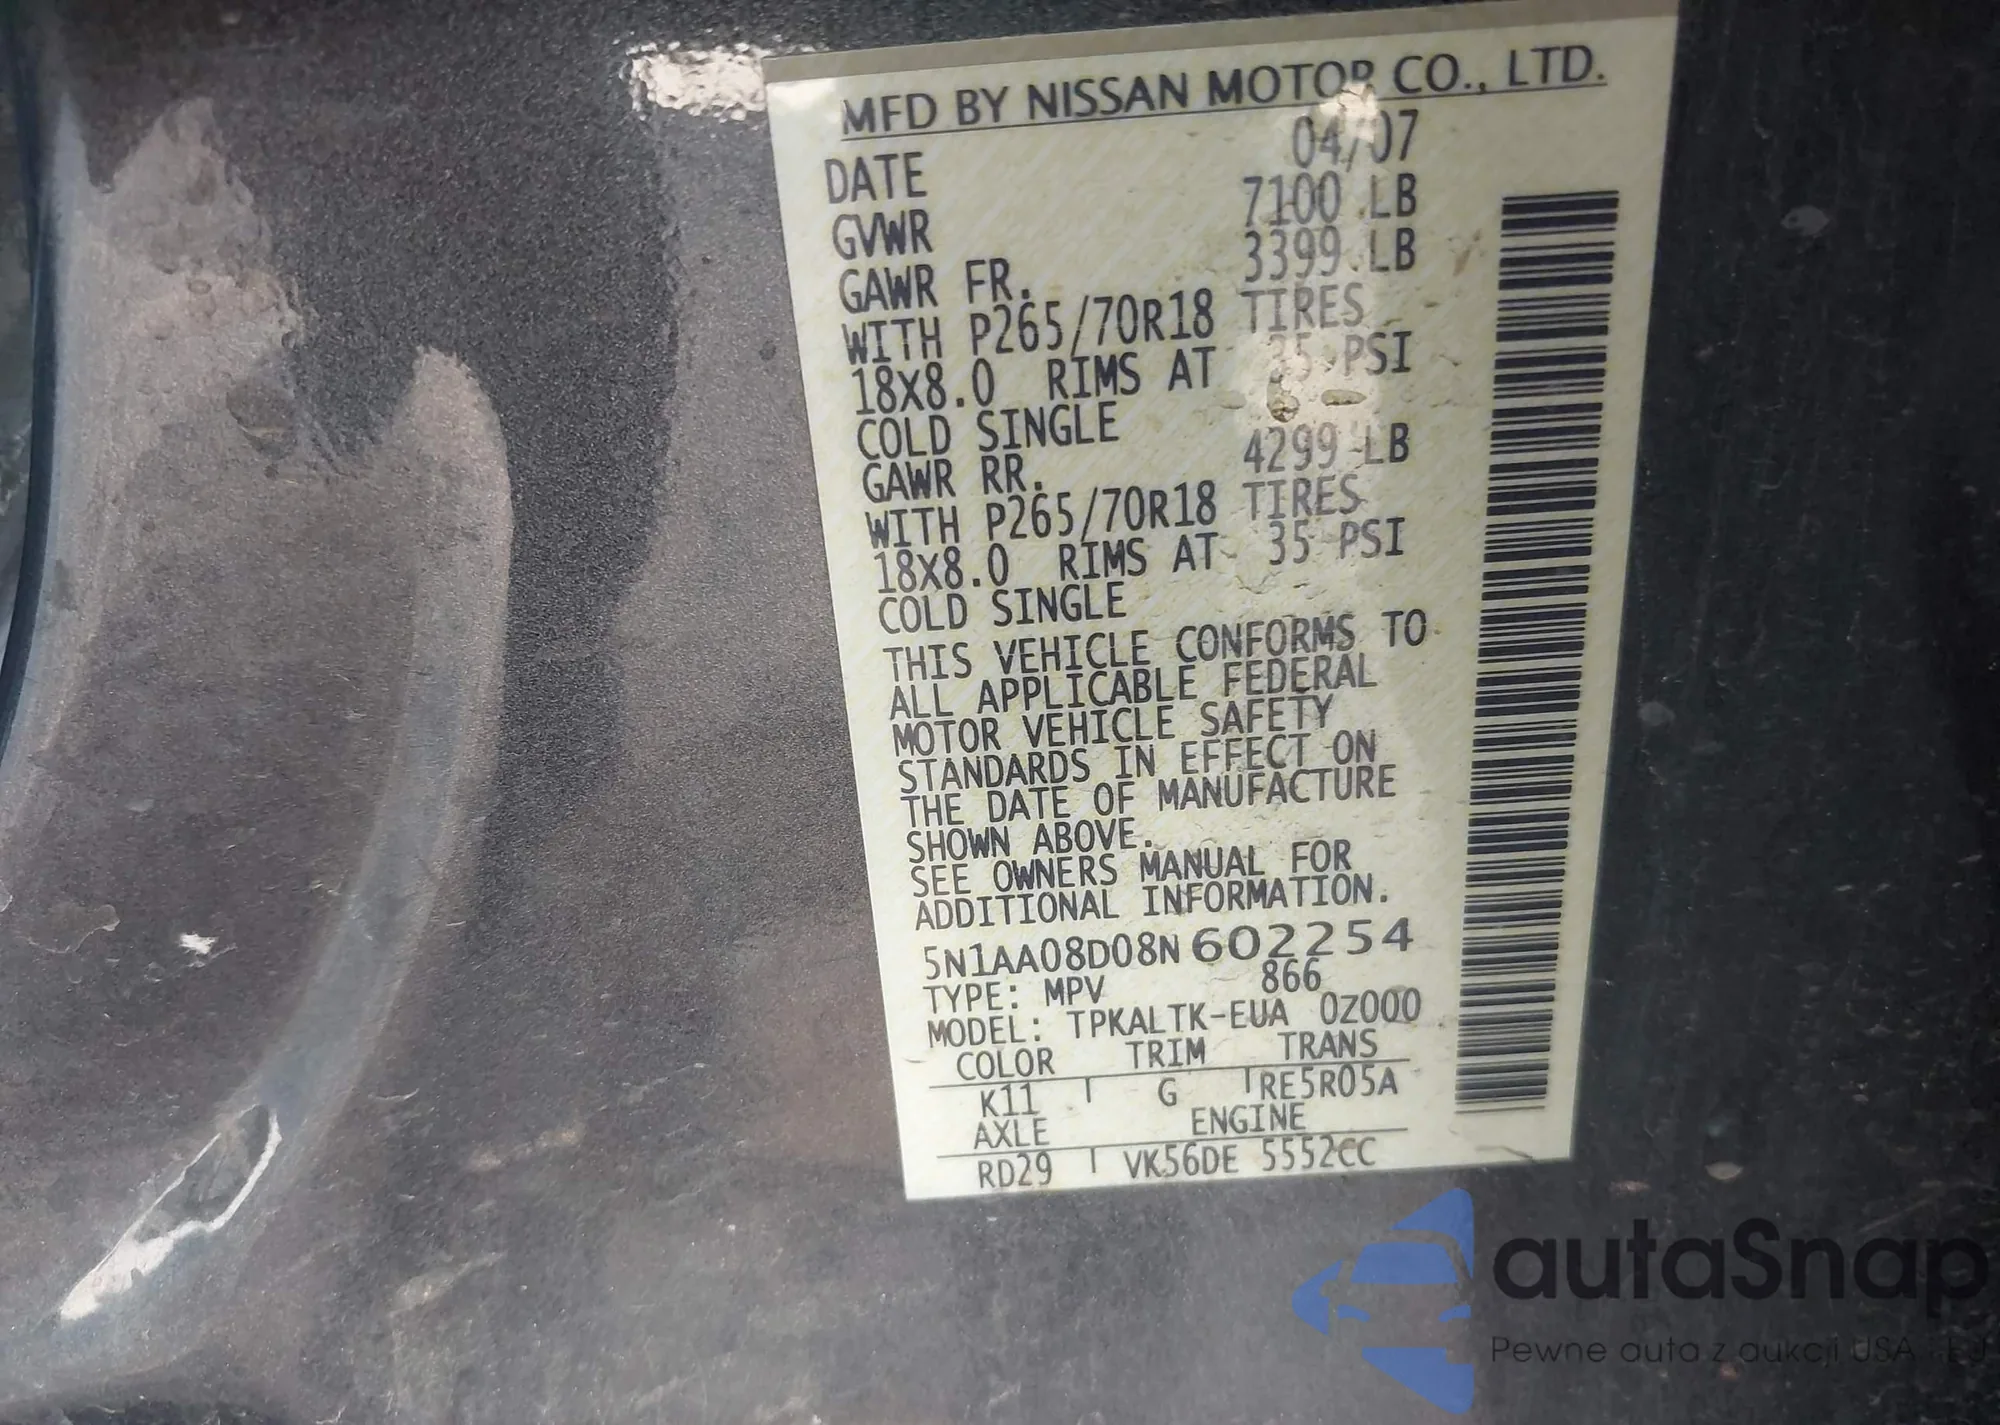 MFD BY NISSAN MOTOR CO., LTD.
DATE 04/07
GVWR 7100 LB
GAWR FR. 3399 LB
WITH P265/70R18 TIRES
18X8.0 RIMS AT 35 PSI
COLD SINGLE
GAWR RR. 4299 LB
WITH P265/70R18 TIRES
18X8.0 RIMS AT 35 PSI
COLD SINGLE
THIS VEHICLE CONFORMS TO
ALL APPLICABLE FEDERAL
MOTOR VEHICLE SAFETY
STANDARDS IN EFFECT ON
THE DATE OF MANUFACTURE
SHOWN ABOVE.
SEE OWNERS MANUAL FOR
ADDITIONAL INFORMATION.
5N1AA08D08N602254
TYPE: MPV 866
MODEL: TPKALTK-EUA 0Z000
COLOR TRIM TRANS
K11 G RE5R05A
AXLE ENGINE
RD29 VK56DE 5552CC
autaSnap
Pewne auta z aukcji USA i EU